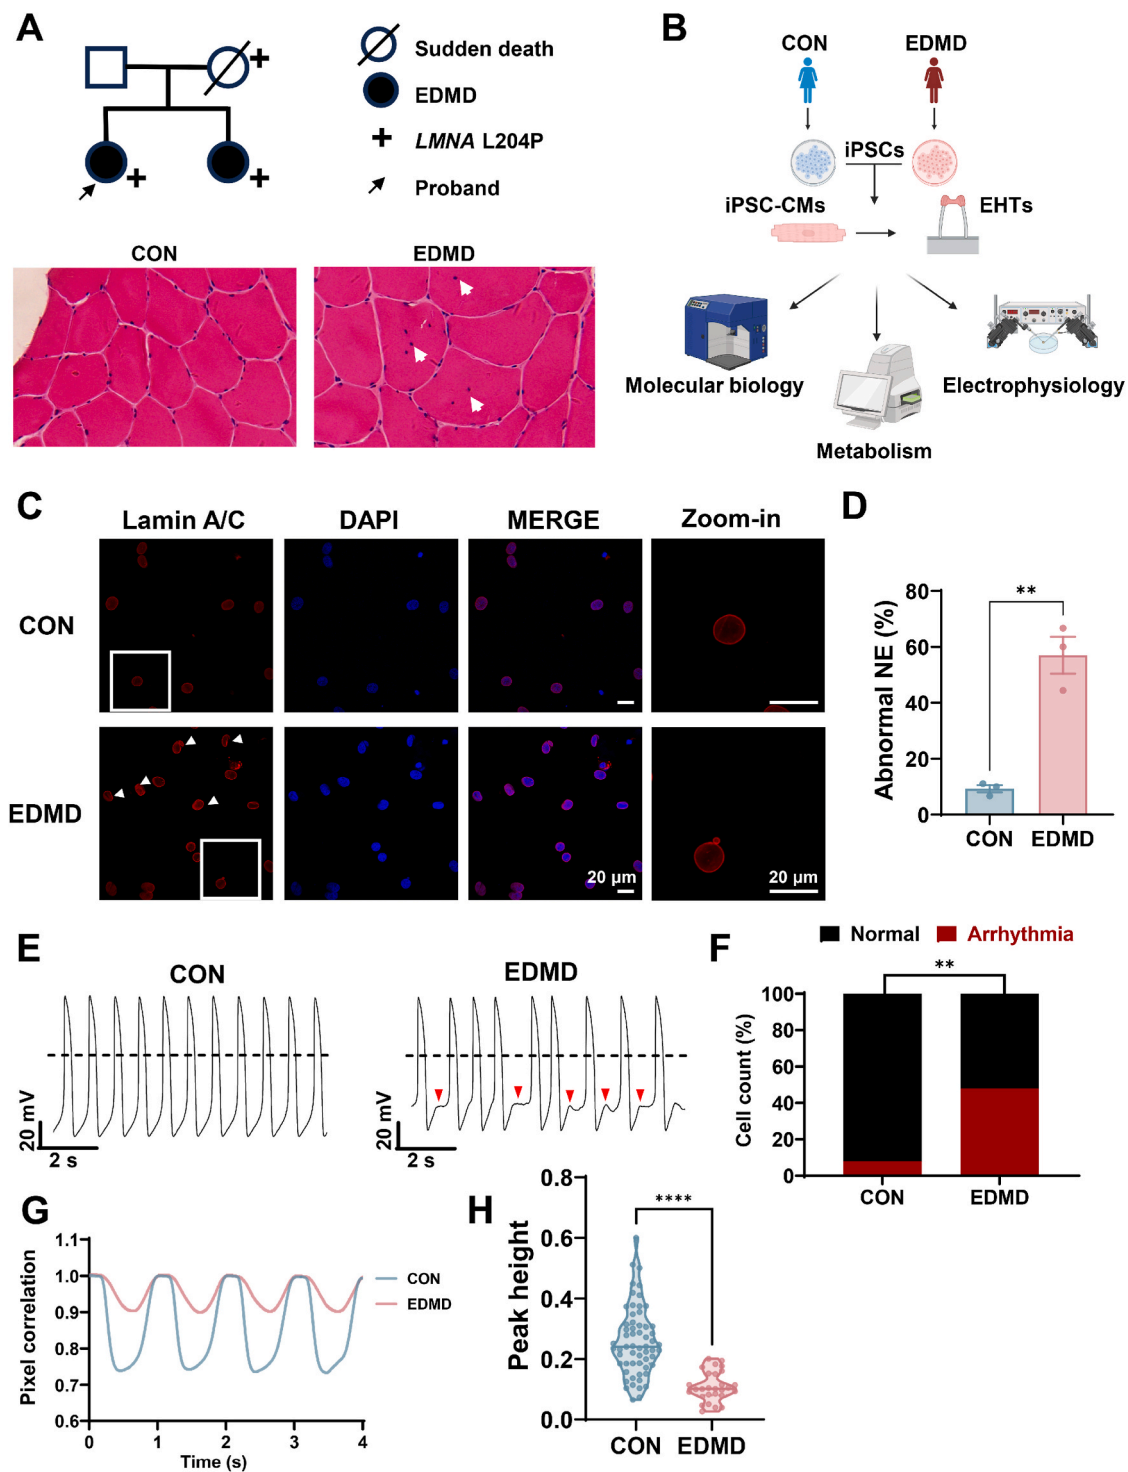 A
Sudden death
EDMD
LMNA L204P
Proband
CON
EDMD
B
CON
EDMD
iPSCs
iPSC-CMs
EHTs
Molecular biology
Electrophysiology
Metabolism
C
Lamin A/C
DAPI
MERGE
Zoom-in
CON
EDMD
20 μm
20 μm
D
Abnormal NE (%)
80
60
40
20
0
**
CON
EDMD
E
CON
EDMD
20 mV
2 s
20 mV
2 s
F
Normal
Arrhythmia
**
Cell count (%)
100
80
60
40
20
0
CON
EDMD
G
Pixel correlation
1.1
1.0
0.9
0.8
0.7
0.6
0
1
2
3
4
Time (s)
CON
EDMD
H
Peak height
0.8
0.6
0.4
0.2
0.0
****
CON
EDMD